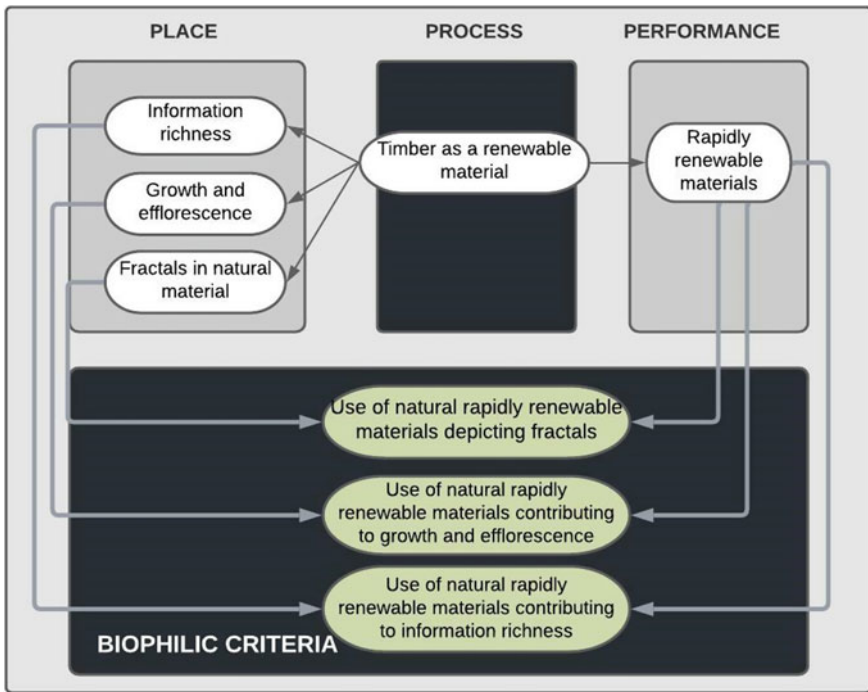 PLACE
PROCESS
PERFORMANCE
Information
richness
Growth and
efflorescence
Fractals in natural
material
Timber as a renewable
material
Rapidly
renewable
materials
Use of natural rapidly renewable
materials depicting fractals
Use of natural rapidly
renewable materials contributing
to growth and efflorescence
Use of natural rapidly
renewable materials contributing
to information richness
BIOPHILIC CRITERIA